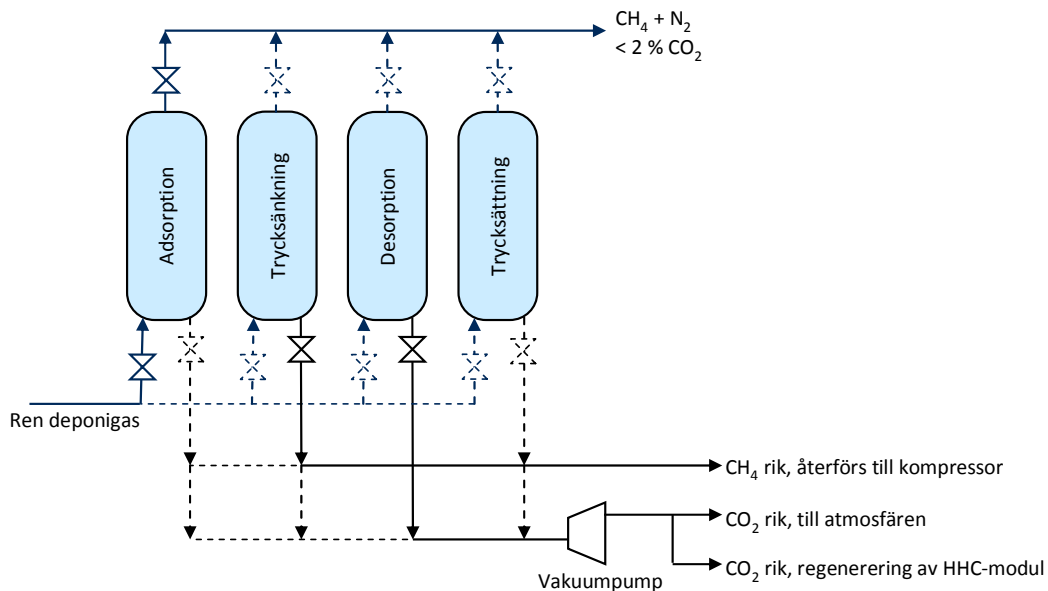 CH₄ + N₂
< 2 % CO₂
Adsorption
Trycksänkning
Desorption
Trycksättning
Ren deponigas
CH₄ rik, återförs till kompressor
CO₂ rik, till atmosfären
CO₂ rik, regenerering av HHC-modul
Vakuumpump